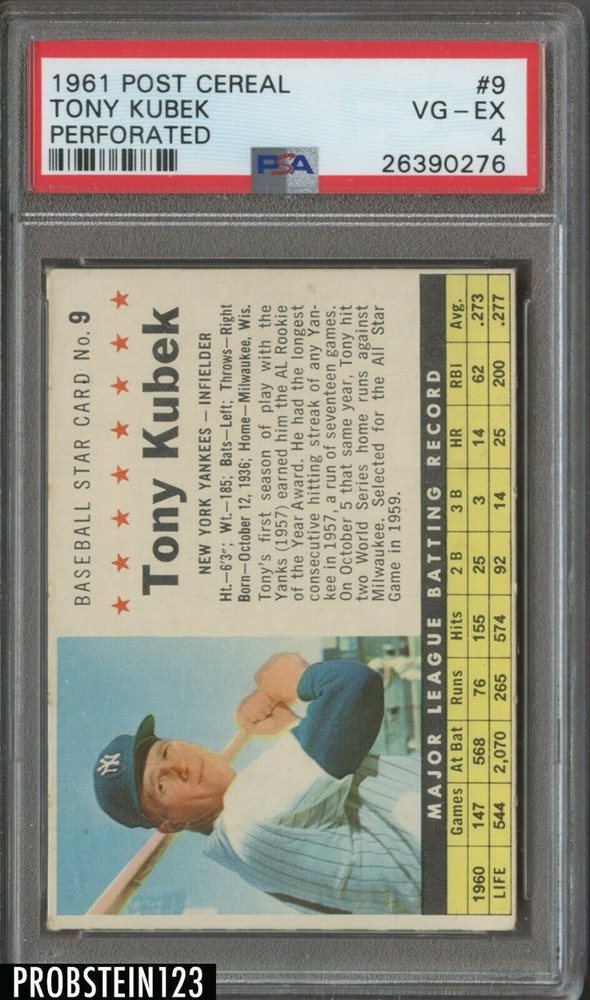 1961 POST CEREAL #9
TONY KUBEK VG-EX
PERFORATED 4
PSA 26390276
BASEBALL STAR CARD No. 9
Tony Kubek
NEW YORK YANKEES — INFIELDER
Ht.—6'3"; Wt.—185; Bats—Left; Throws—Right
Born—October 12, 1936; Home—Milwaukee, Wis.
Tony's first season of play with the
Yanks (1957) earned him the AL Rookie
of the Year Award. He had the longest
consecutive hitting streak of any Yan-
kee in 1957, a run of seventeen games.
On October 5 that same year, Tony hit
two World Series home runs against
Milwaukee. Selected for the All Star
Game in 1959.
NY
MAJOR LEAGUE BATTING RECORD
Games At Bat Runs Hits 2 B 3 B HR RBI Avg.
1960 147 568 76 155 25 3 14 62 .273
LIFE 544 2,070 265 574 92 14 25 200 .277
PROBSTEIN123